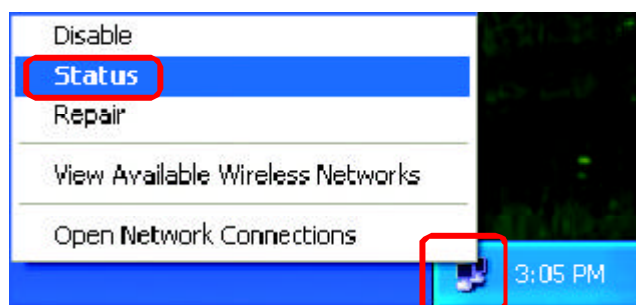 Disable
Status
Repair
View Available Wireless Networks
Open Network Connections
3:05 PM